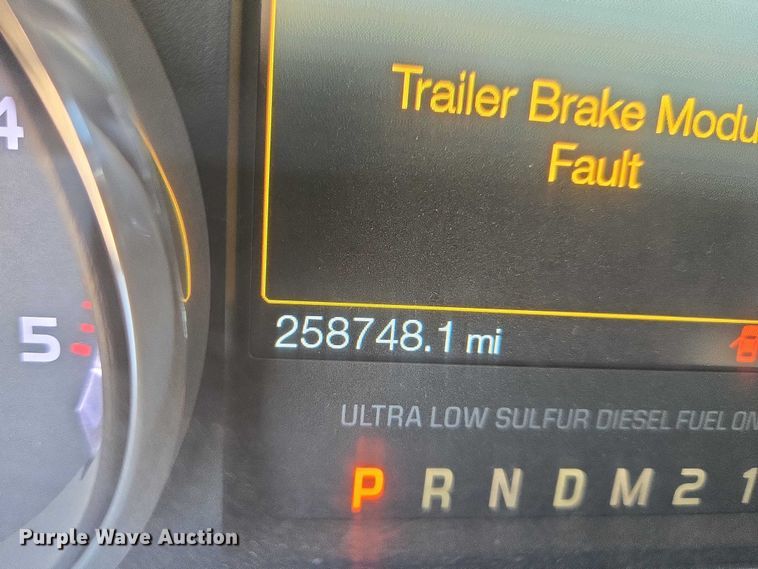 4
Trailer Brake Modu
Fault
5
258748.1 mi
ULTRA LOW SULFUR DIESEL FUEL ON
P R N D M 2 1
Purple Wave Auction